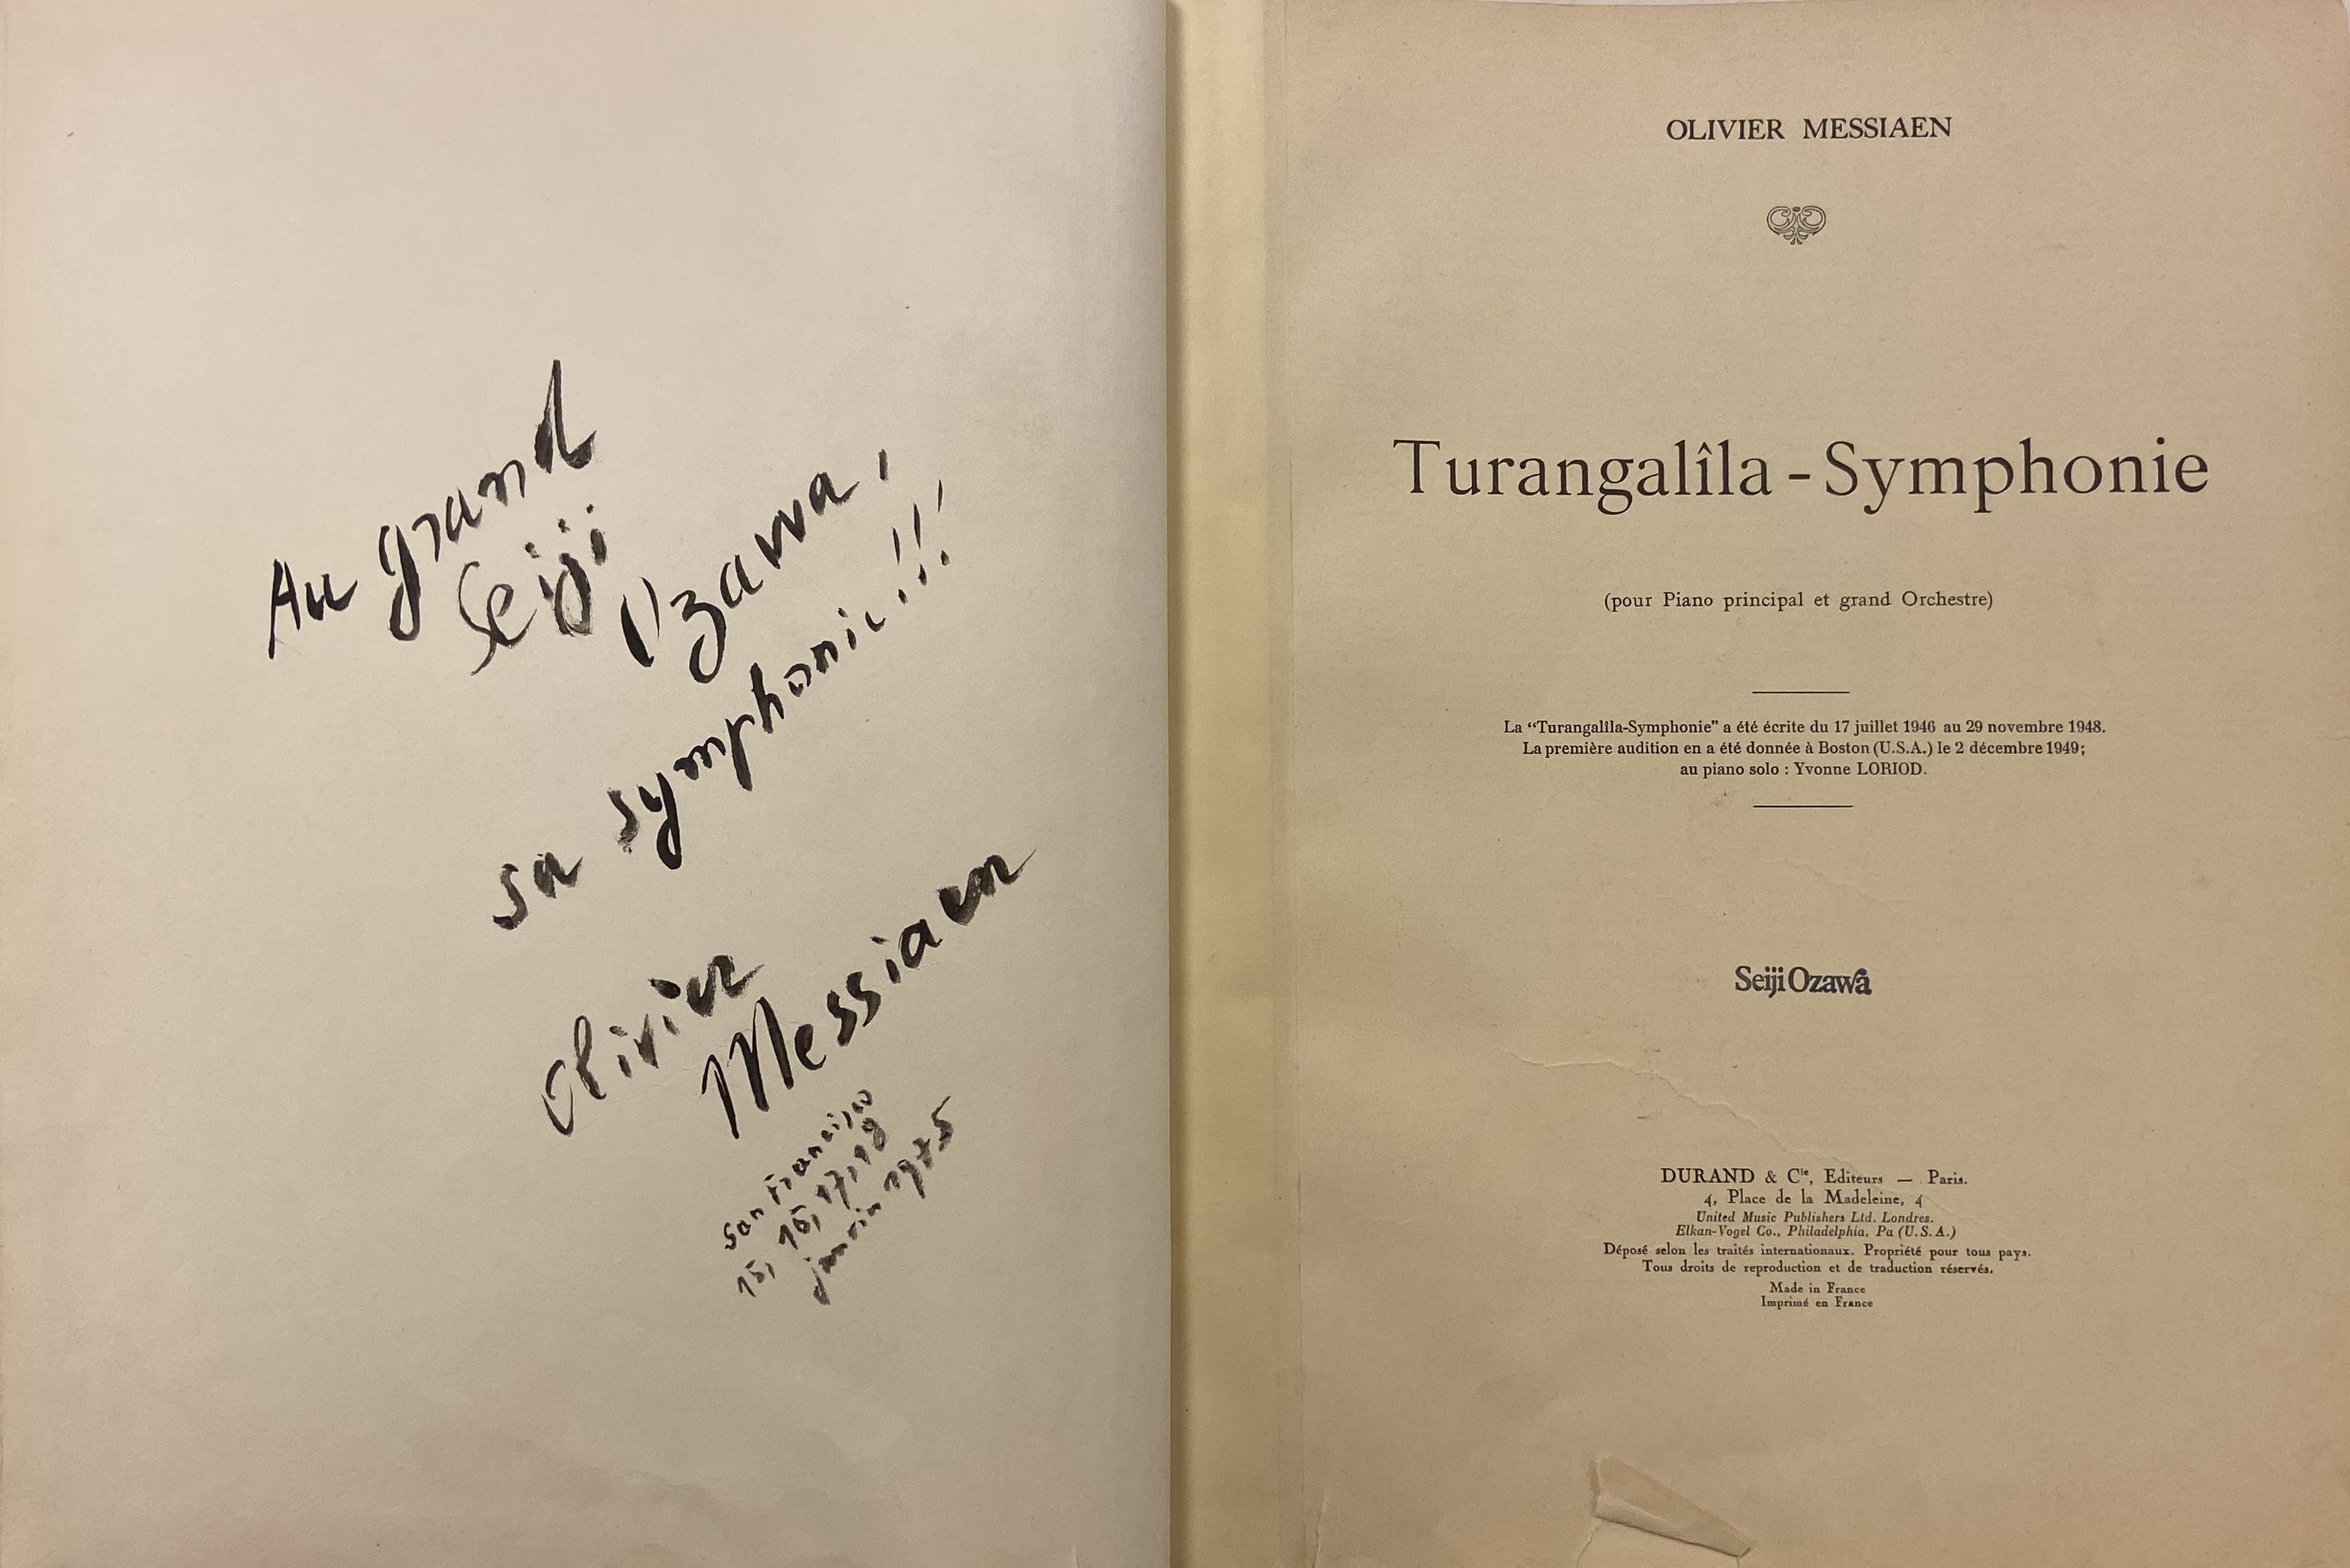 Au grand
Seiji
Ozawa,
sa symphonie!!!
Olivier
Messiaen
San Francisco
15, 16, 17, 18
janvier 1975
OLIVIER MESSIAEN
Turangalîla - Symphonie
(pour Piano principal et grand Orchestre)
La “Turangalîla-Symphonie” a été écrite du 17 juillet 1946 au 29 novembre 1948.
La première audition en a été donnée à Boston (U.S.A.) le 2 décembre 1949;
au piano solo : Yvonne LORIOD.
Seiji Ozawa
DURAND & Cie, Editeurs — Paris.
4, Place de la Madeleine, 4
United Music Publishers Ltd. Londres.
Elkan-Vogel Co., Philadelphia, Pa (U.S.A.)
Déposé selon les traités internationaux. Propriété pour tous pays.
Tous droits de reproduction et de traduction réservés.
Made in France
Imprimé en France